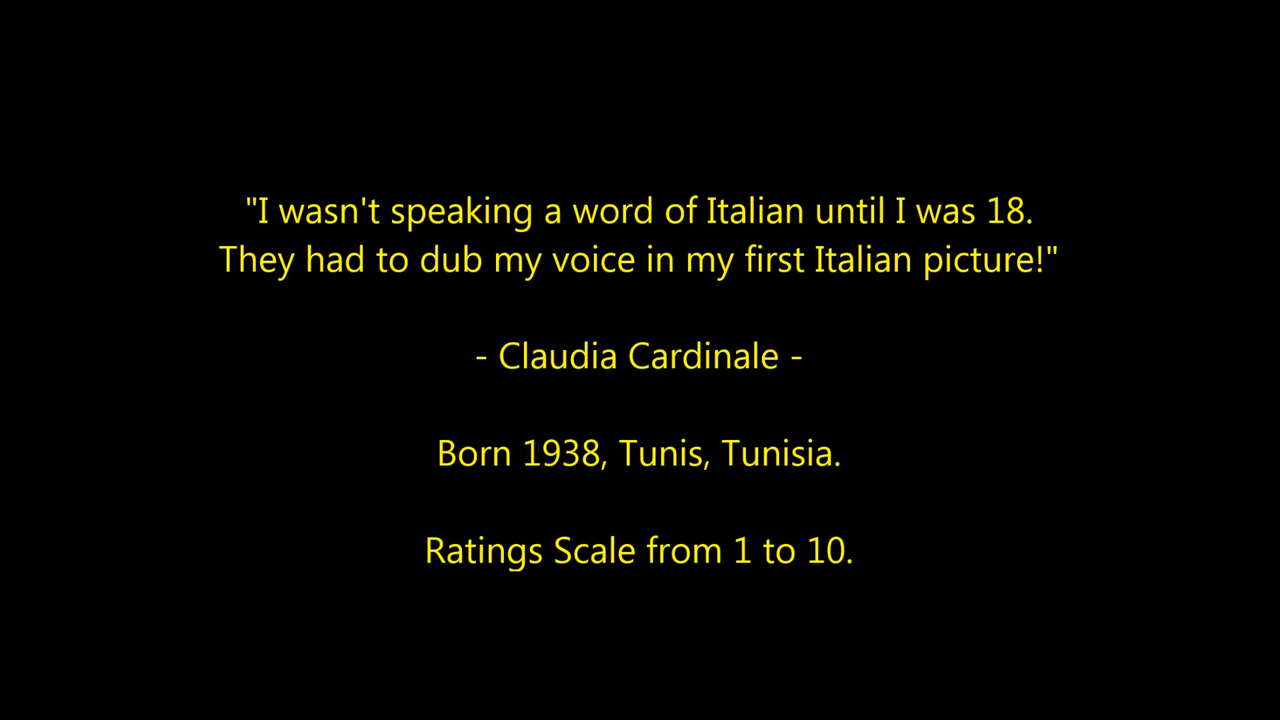 "I wasn't speaking a word of Italian until I was 18.
They had to dub my voice in my first Italian picture!"
- Claudia Cardinale -
Born 1938, Tunis, Tunisia.
Ratings Scale from 1 to 10.